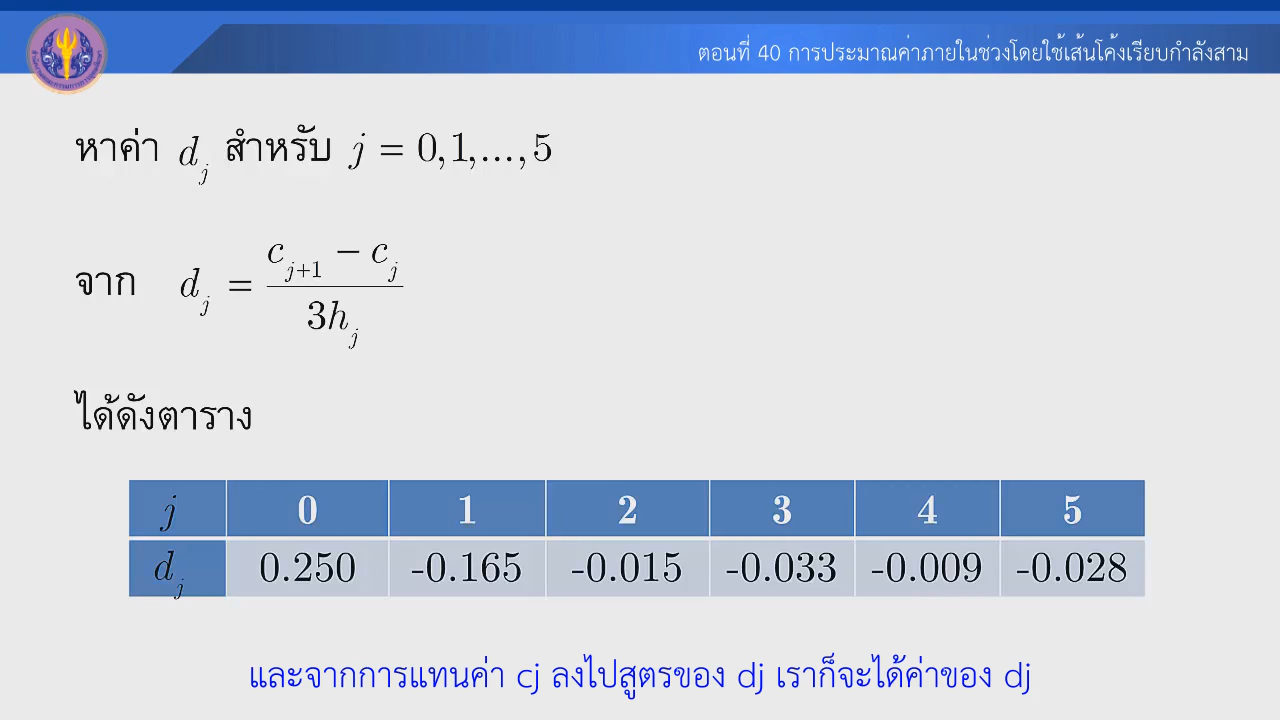 ตอนที่ 40 การประมาณค่าภายในช่วงโดยใช้เส้นโค้งเรียบกำลังสาม
หาค่า d_j สำหรับ j = 0,1,...,5
จาก d_j = (c_{j+1} − c_j) / (3h_j)
ได้ดังตาราง
j 0 1 2 3 4 5
d_j 0.250 -0.165 -0.015 -0.033 -0.009 -0.028
และจากการแทนค่า cj ลงไปสูตรของ dj เราก็จะได้ค่าของ dj